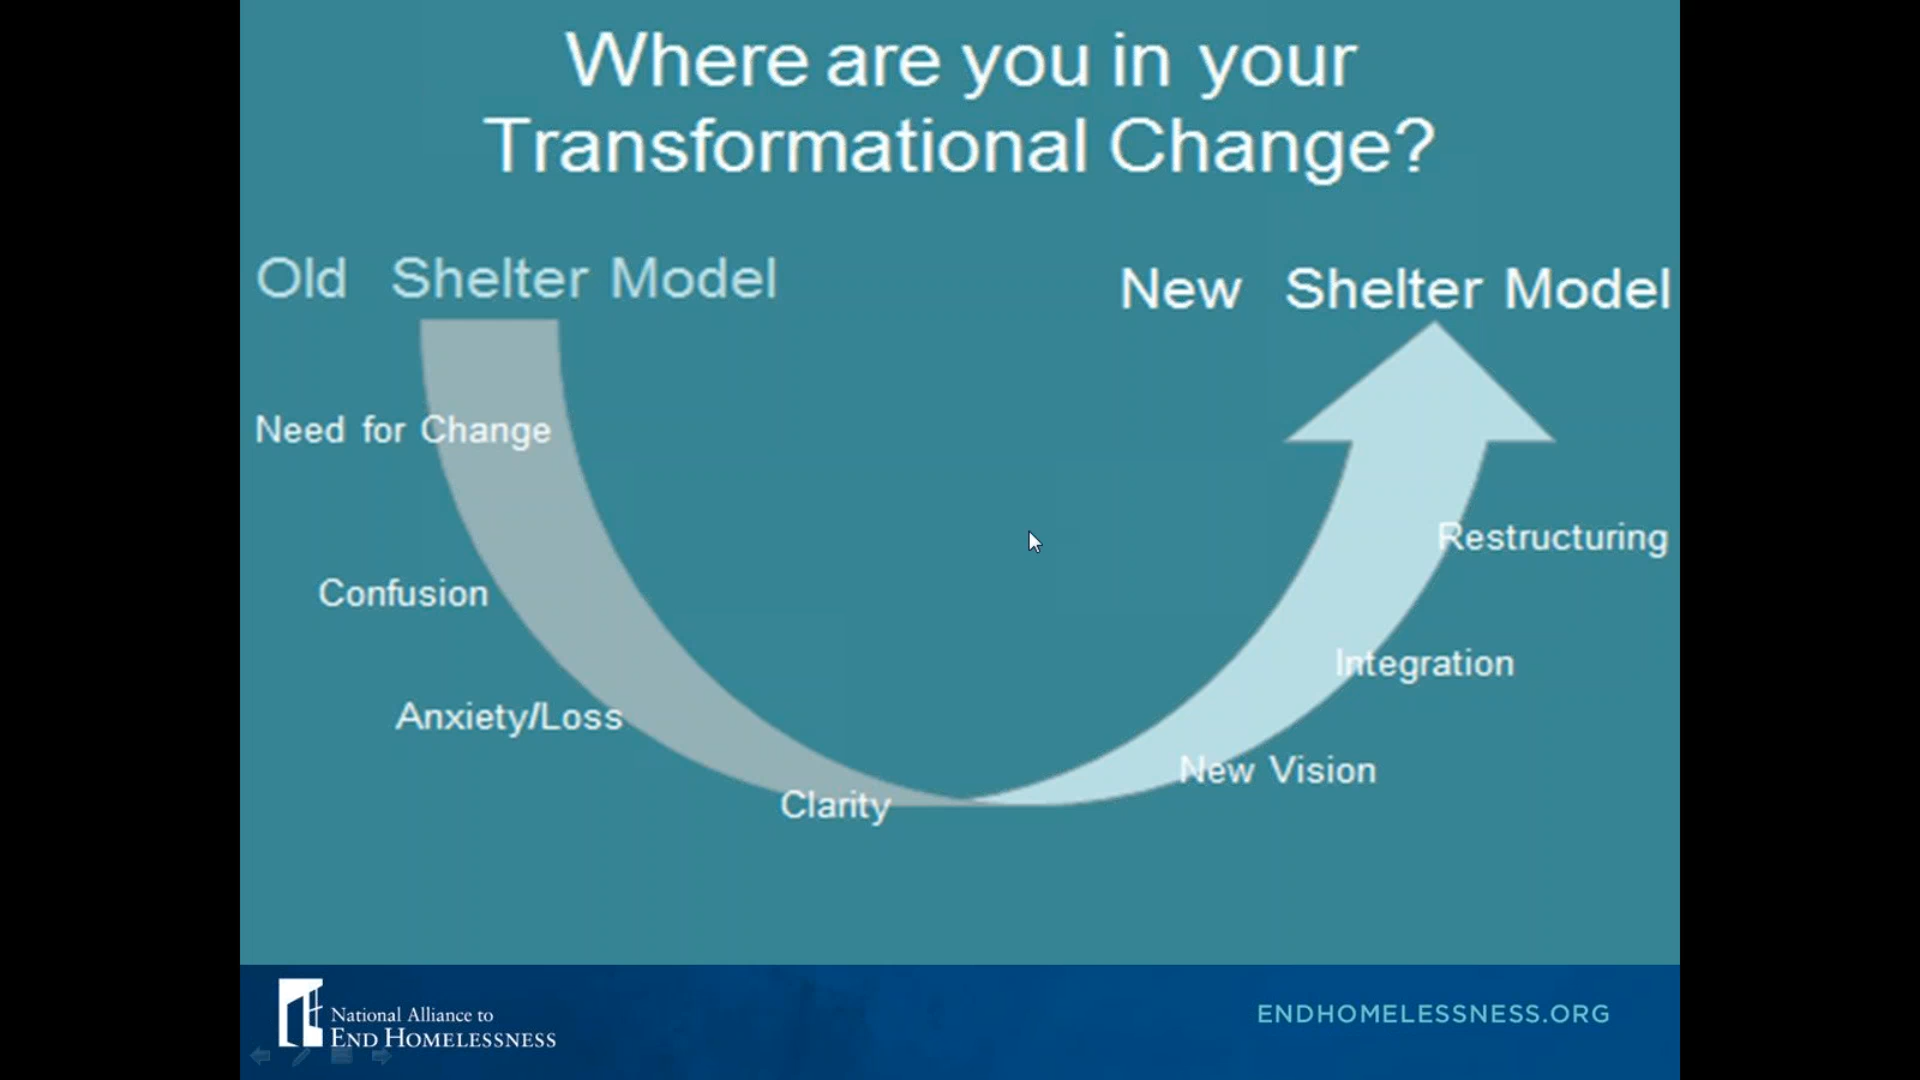 Where are you in your
Transformational Change?
Old Shelter Model
New Shelter Model
Need for Change
Confusion
Anxiety/Loss
Clarity
New Vision
Integration
Restructuring
National Alliance to
END HOMELESSNESS
ENDHOMELESSNESS.ORG